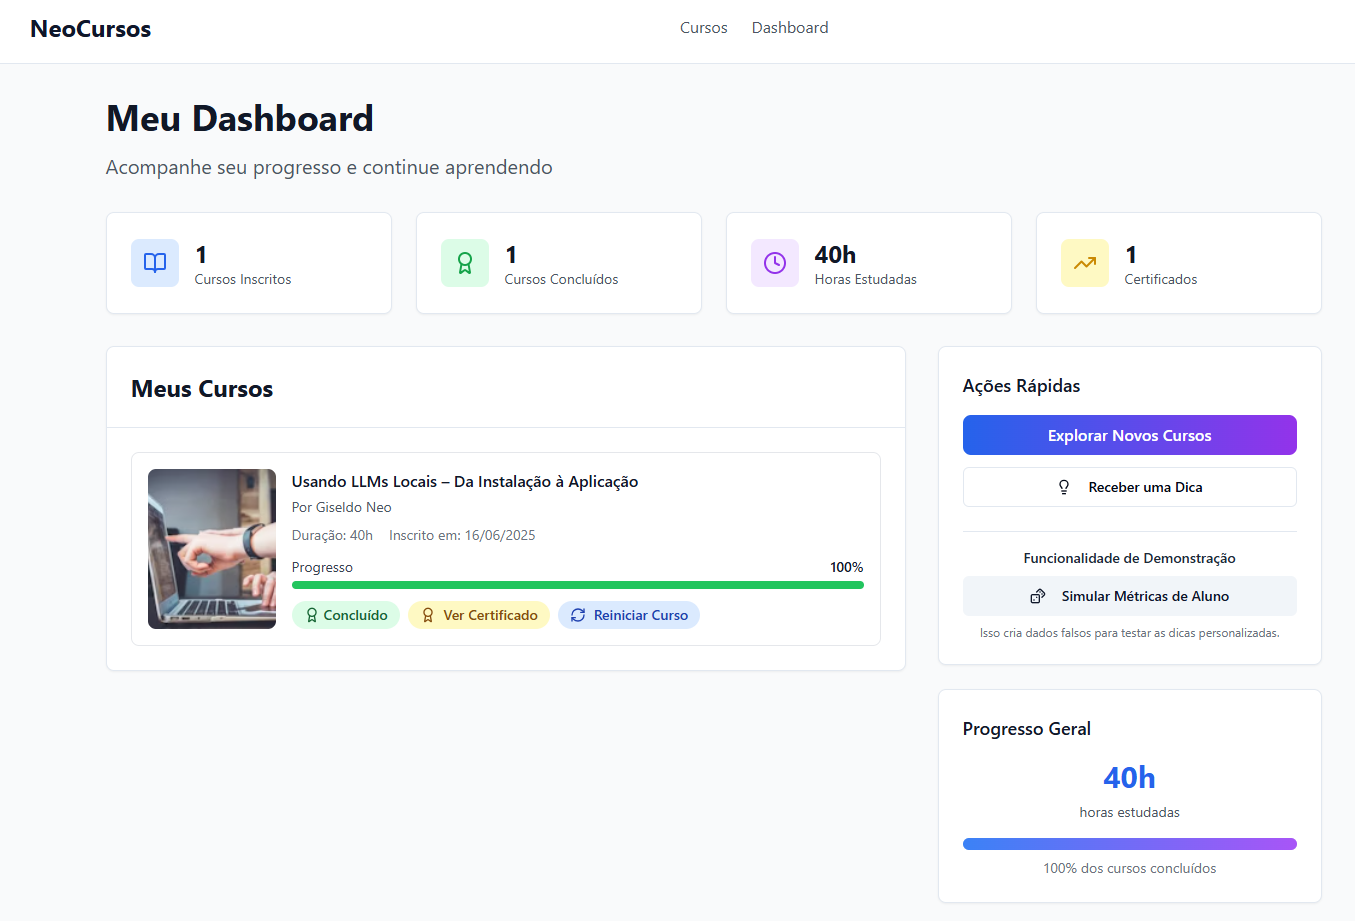 NeoCursos
Cursos
Dashboard
Meu Dashboard
Acompanhe seu progresso e continue aprendendo
1
Cursos Inscritos
1
Cursos Concluídos
40h
Horas Estudadas
1
Certificados
Meus Cursos
Usando LLMs Locais – Da Instalação à Aplicação
Por Giseldo Neo
Duração: 40h Inscrito em: 16/06/2025
Progresso 100%
Concluído
Ver Certificado
Reiniciar Curso
Ações Rápidas
Explorar Novos Cursos
Receber uma Dica
Funcionalidade de Demonstração
Simular Métricas de Aluno
Isso cria dados falsos para testar as dicas personalizadas.
Progresso Geral
40h
horas estudadas
100% dos cursos concluídos